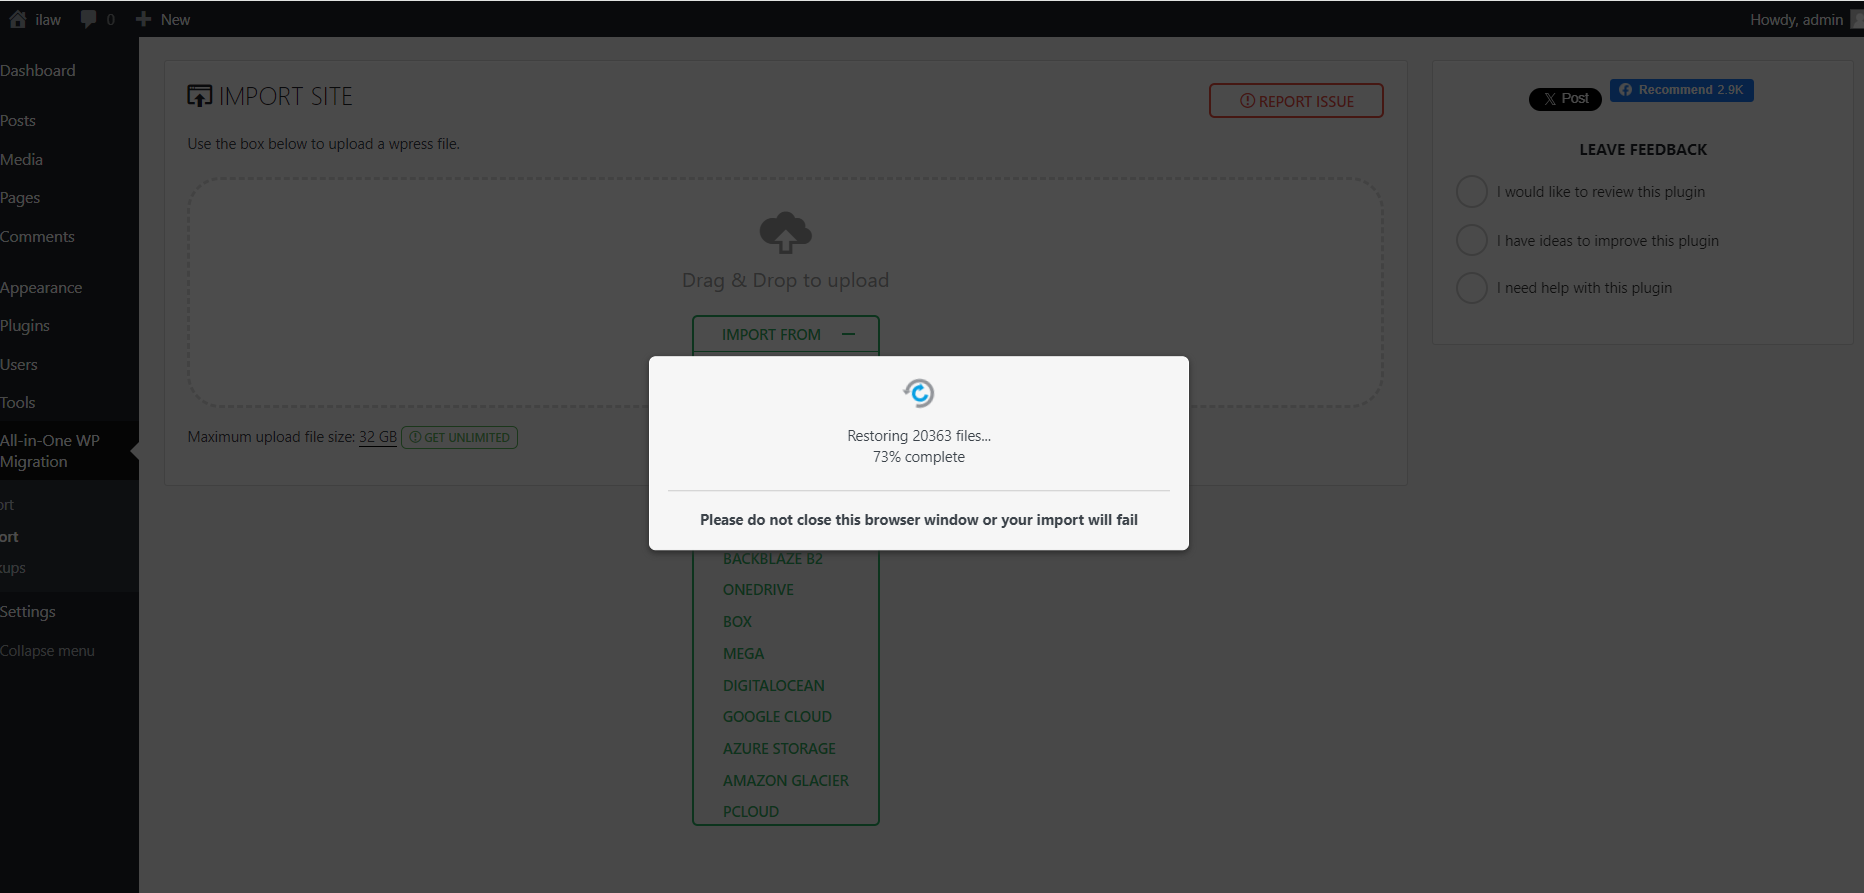 ilaw
0
New
Howdy, admin
Dashboard
Posts
Media
Pages
Comments
Appearance
Plugins
Users
Tools
All-in-One WP
Migration
ort
ort
kups
Settings
Collapse menu
IMPORT SITE
REPORT ISSUE
Use the box below to upload a wpress file.
Drag & Drop to upload
IMPORT FROM
Restoring 20363 files...
73% complete
Please do not close this browser window or your import will fail
Maximum upload file size: 32 GB GET UNLIMITED
BACKBLAZE B2
ONEDRIVE
BOX
MEGA
DIGITALOCEAN
GOOGLE CLOUD
AZURE STORAGE
AMAZON GLACIER
PCLOUD
𝕏 Post
Recommend 2.9K
LEAVE FEEDBACK
I would like to review this plugin
I have ideas to improve this plugin
I need help with this plugin